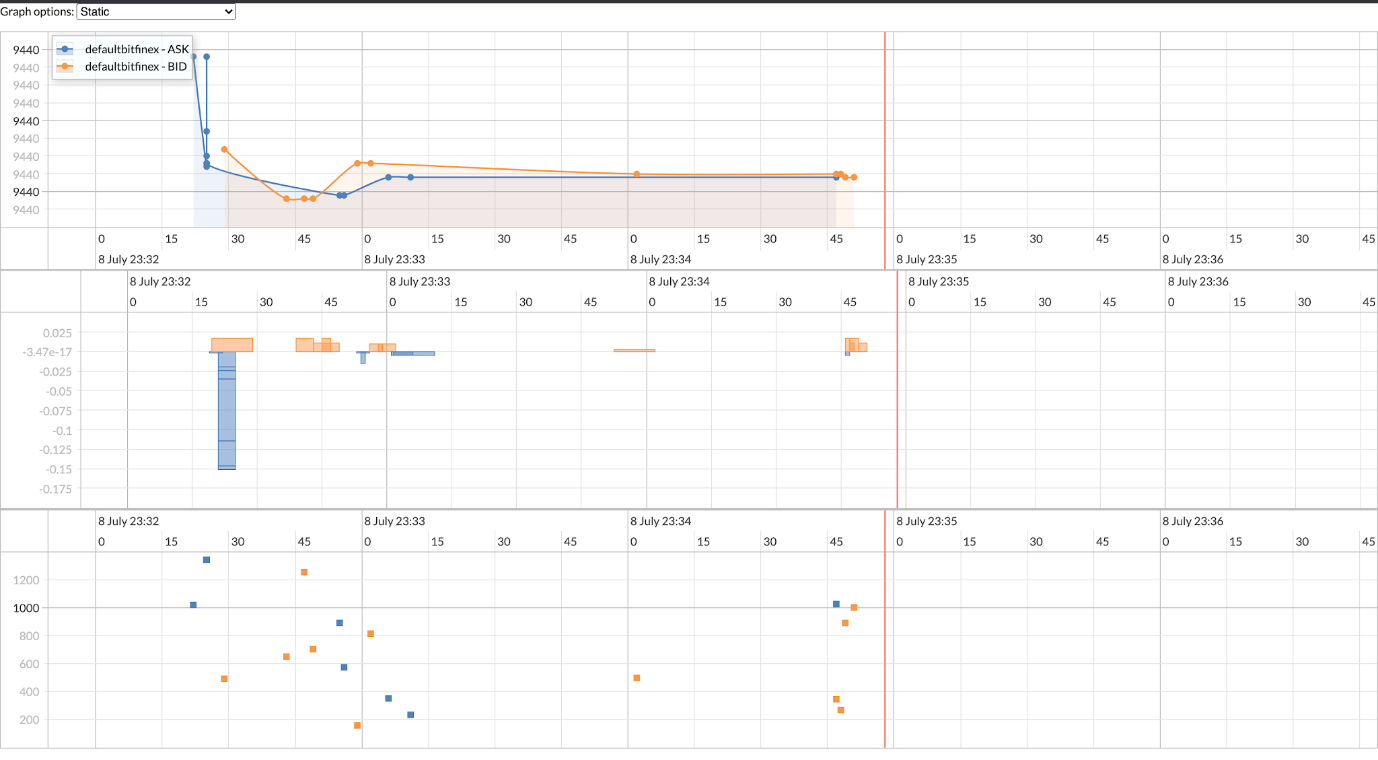 Graph options: Static
defaultbitfinex - ASK
defaultbitfinex - BID
9440
9440
9440
9440
9440
9440
9440
9440
9440
9440
0 15 30 45 0 15 30 45 0 15 30 45 0 15 30 45 0 15 30 45
8 July 23:32 8 July 23:33 8 July 23:34 8 July 23:35 8 July 23:36
8 July 23:32 8 July 23:33 8 July 23:34 8 July 23:35 8 July 23:36
0 15 30 45 0 15 30 45 0 15 30 45 0 15 30 45 0 15 30 45
0.025
-3.47e-17
-0.025
-0.05
-0.075
-0.1
-0.125
-0.15
-0.175
8 July 23:32 8 July 23:33 8 July 23:34 8 July 23:35 8 July 23:36
0 15 30 45 0 15 30 45 0 15 30 45 0 15 30 45 0 15 30 45
1200
1000
800
600
400
200